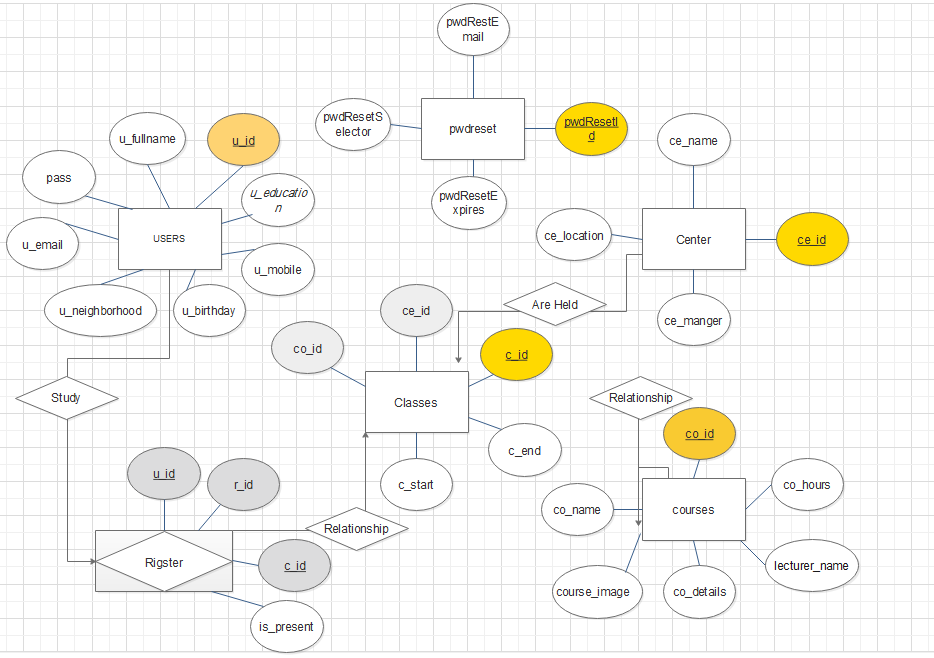 pwdRestE
mail
pwdResetS
elector
pwdreset
pwdResetI
d
pwdResetE
xpires
u_fullname
u_id
pass
u_education
n
USERS
u_email
u_mobile
u_neighborhood
u_birthday
ce_name
ce_location
Center
ce_id
ce_manger
Are Held
ce_id
co_id
c_id
Classes
c_end
c_start
Study
Relationship
co_id
co_name
courses
co_hours
lecturer_name
course_image
co_details
u_id
r_id
Relationship
Rigster
c_id
is_present